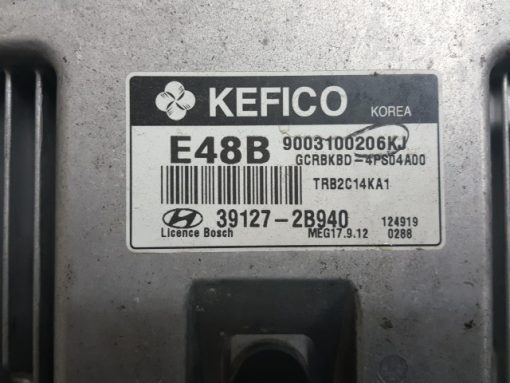 KEFICO KOREA
E48B 9003100206KJ
GCRBKBD-4PS04A00
TRB2C14KA1
39127-2B940 124919
Licence Bosch MEG17.9.12 0288